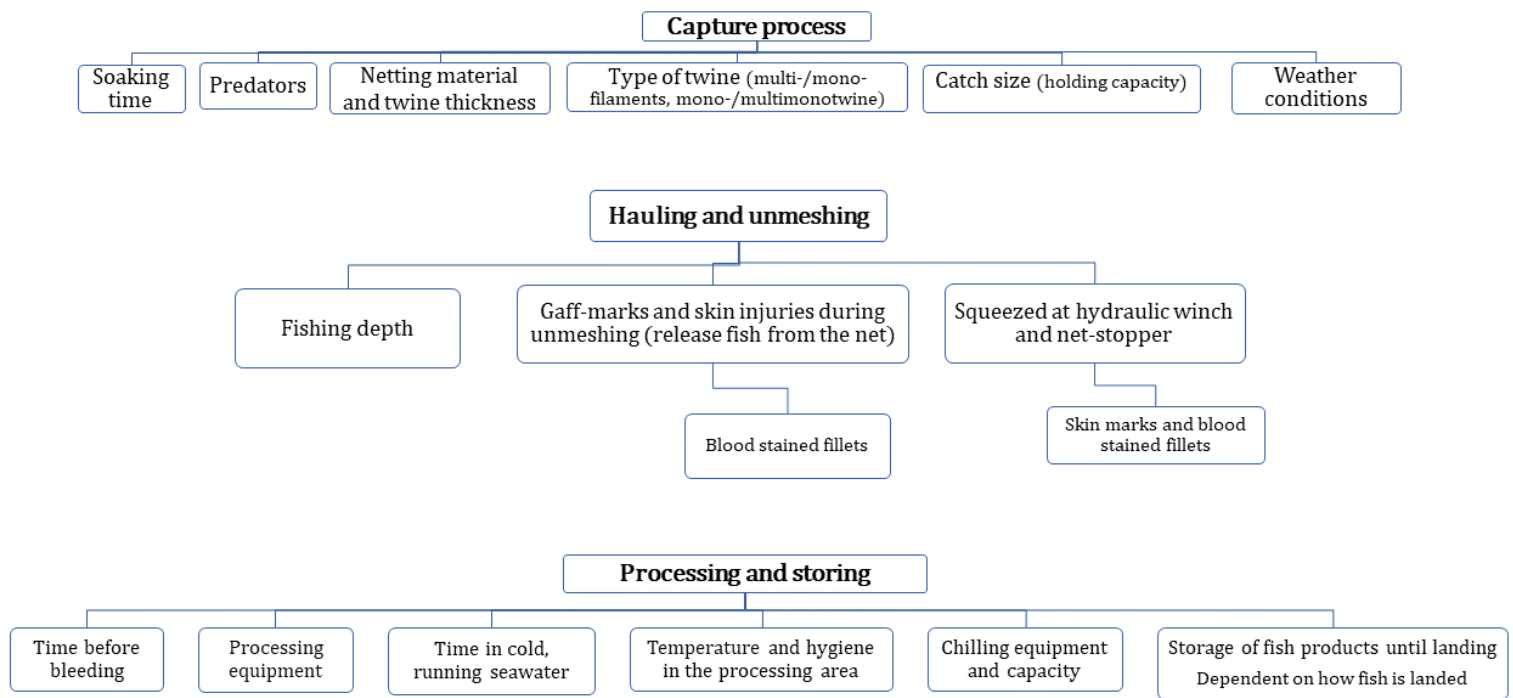 Capture process
Soaking
time
Predators
Netting material
and twine thickness
Type of twine (multi-/mono-
filaments, mono-/multimonotwine)
Catch size (holding capacity)
Weather
conditions
Hauling and unmeshing
Fishing depth
Gaff-marks and skin injuries during
unmeshing (release fish from the net)
Squeezed at hydraulic winch
and net-stopper
Blood stained fillets
Skin marks and blood
stained fillets
Processing and storing
Time before
bleeding
Processing
equipment
Time in cold,
running seawater
Temperature and hygiene
in the processing area
Chilling equipment
and capacity
Storage of fish products until landing
Dependent on how fish is landed